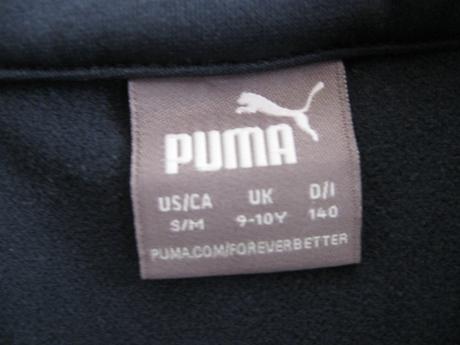 PUMA
US/CA UK D/I
S/M 9-10Y 140
PUMA.COM/FOREVERBETTER